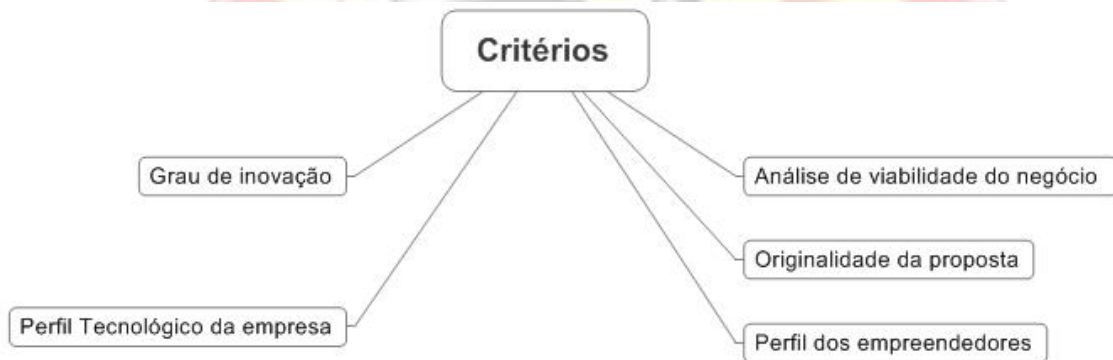 Critérios
Grau de inovação
Análise de viabilidade do negócio
Originalidade da proposta
Perfil Tecnológico da empresa
Perfil dos empreendedores